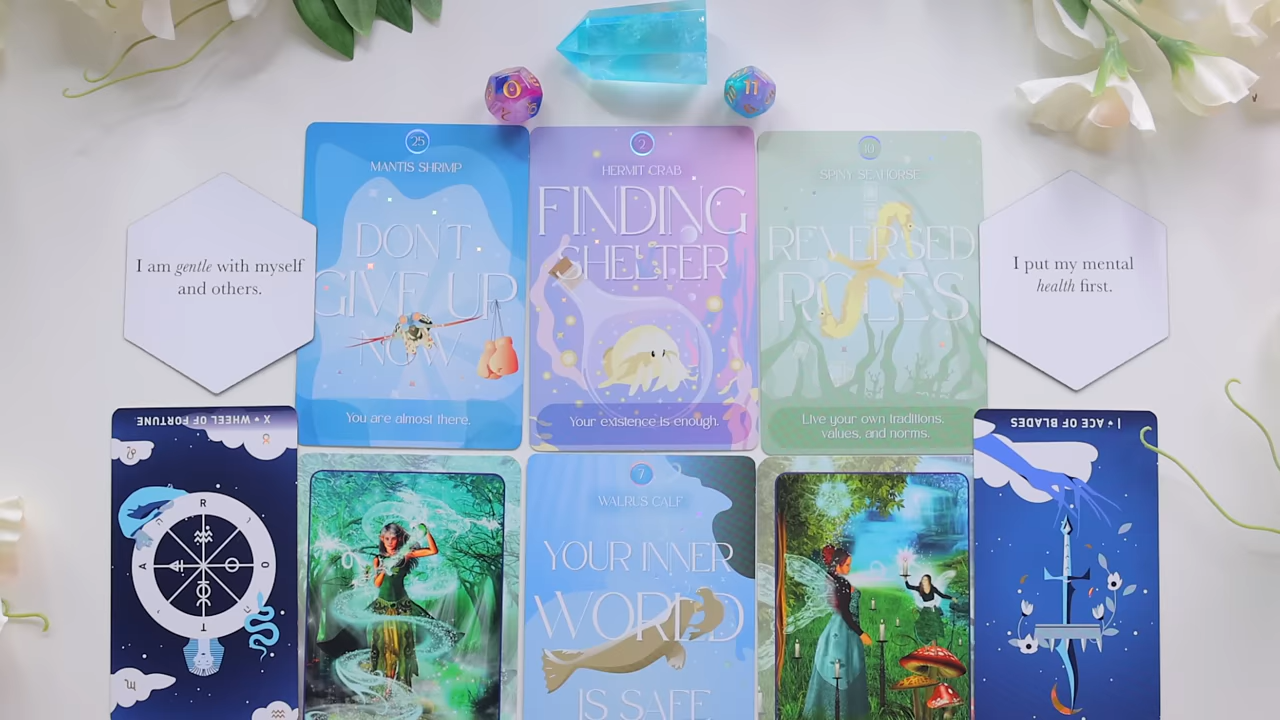 0
11
25
MANTIS SHRIMP
DON'T
GIVE UP
NOW
You are almost there.
2
HERMIT CRAB
FINDING
SHELTER
Your existence is enough.
10
SPINY SEAHORSE
REVERSED
ROLES
Live your own traditions,
values, and norms.
I am gentle with myself
and others.
I put my mental
health first.
X WHEEL OF FORTUNE
R
O
T
A
7
WALRUS CALF
YOUR INNER
WORLD
IS SAFE
I ACE OF BLADES